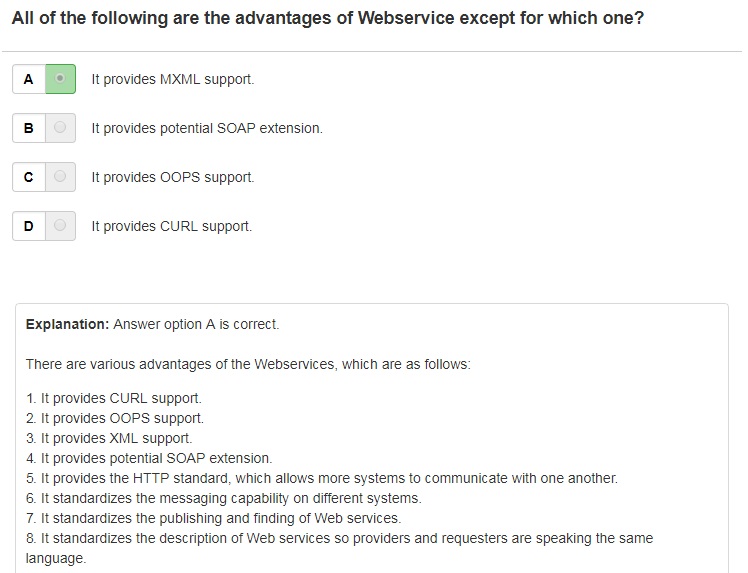 All of the following are the advantages of Webservice except for which one?
A It provides MXML support.
B It provides potential SOAP extension.
C It provides OOPS support.
D It provides CURL support.
Explanation: Answer option A is correct.
There are various advantages of the Webservices, which are as follows:
1. It provides CURL support.
2. It provides OOPS support.
3. It provides XML support.
4. It provides potential SOAP extension.
5. It provides the HTTP standard, which allows more systems to communicate with one another.
6. It standardizes the messaging capability on different systems.
7. It standardizes the publishing and finding of Web services.
8. It standardizes the description of Web services so providers and requesters are speaking the same
language.